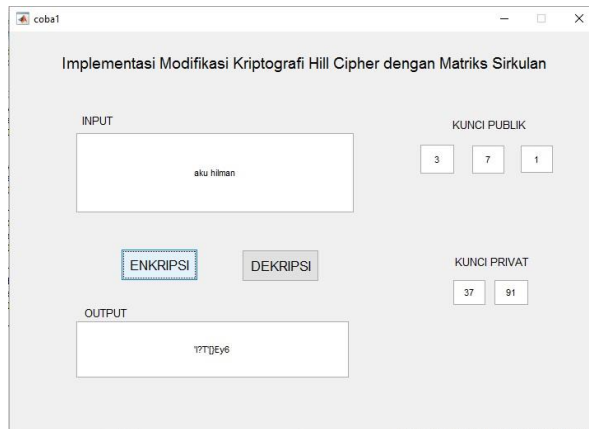 coba1
Implementasi Modifikasi Kriptografi Hill Cipher dengan Matriks Sirkulan
INPUT
KUNCI PUBLIK
aku hilman
3 7 1
ENKRIPSI DEKRIPSI
KUNCI PRIVAT
37 91
OUTPUT